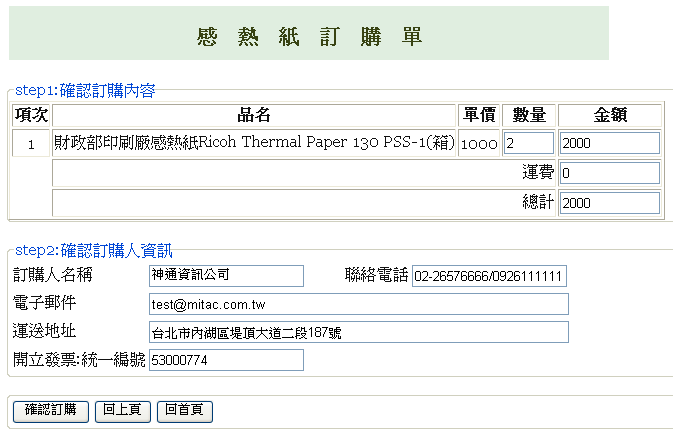 感 熱 紙 訂 購 單
step1:確認訂購內容
項次 品名 單價 數量 金額
1 財政部印刷廠感熱紙Ricoh Thermal Paper 130 PSS-1(箱) 1000 2 2000
運費 0
總計 2000
step2:確認訂購人資訊
訂購人名稱 神通資訊公司 聯絡電話 02-26576666/0926111111
電子郵件 test@mitac.com.tw
運送地址 台北市內湖區堤頂大道二段187號
開立發票:統一編號 53000774
確認訂購 回上頁 回首頁